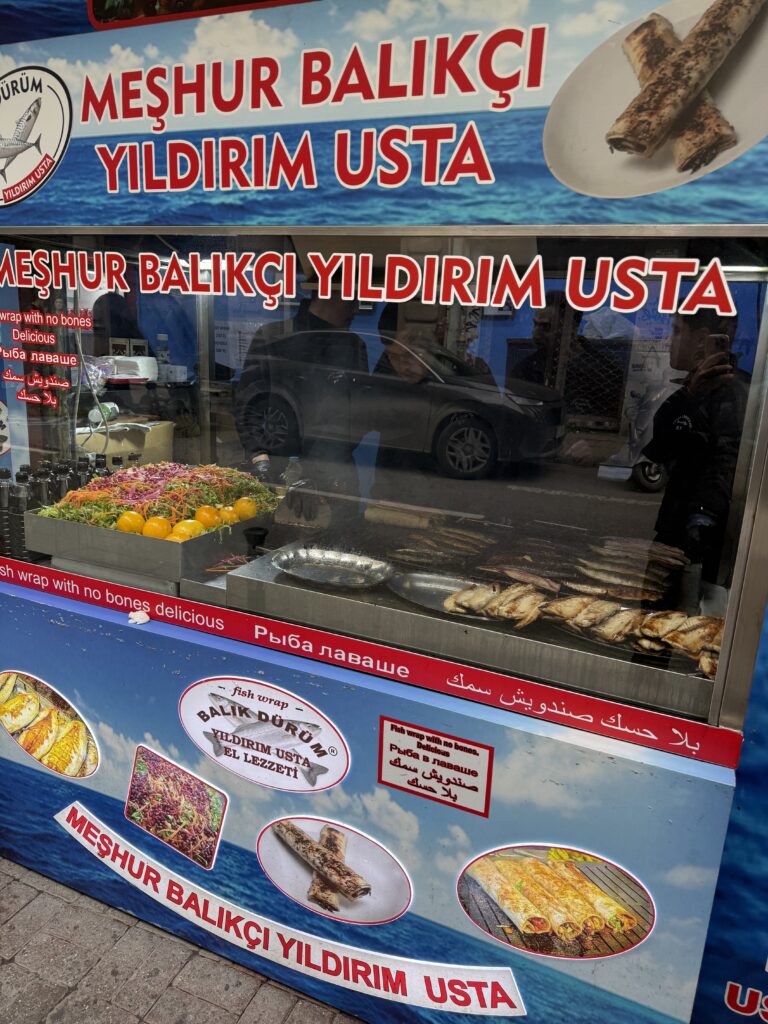 DÜRÜM
YILDIRIM USTA
MEŞHUR BALIKÇI
YILDIRIM USTA
MEŞHUR BALIKÇI YILDIRIM USTA
wrap with no bones
Delicious
Рыба лаваше
صندويش سمك
بلا حسك
Fish wrap with no bones delicious
Рыба лаваше
بلا حسك صندويش سمك
fish wrap
BALIK DÜRÜM
YILDIRIM USTA
EL LEZZETİ
®
Fish wrap with no bones.
Delicious
Рыба в лаваше
صندويش سمك
بلا حسك
MEŞHUR BALIKÇI YILDIRIM USTA